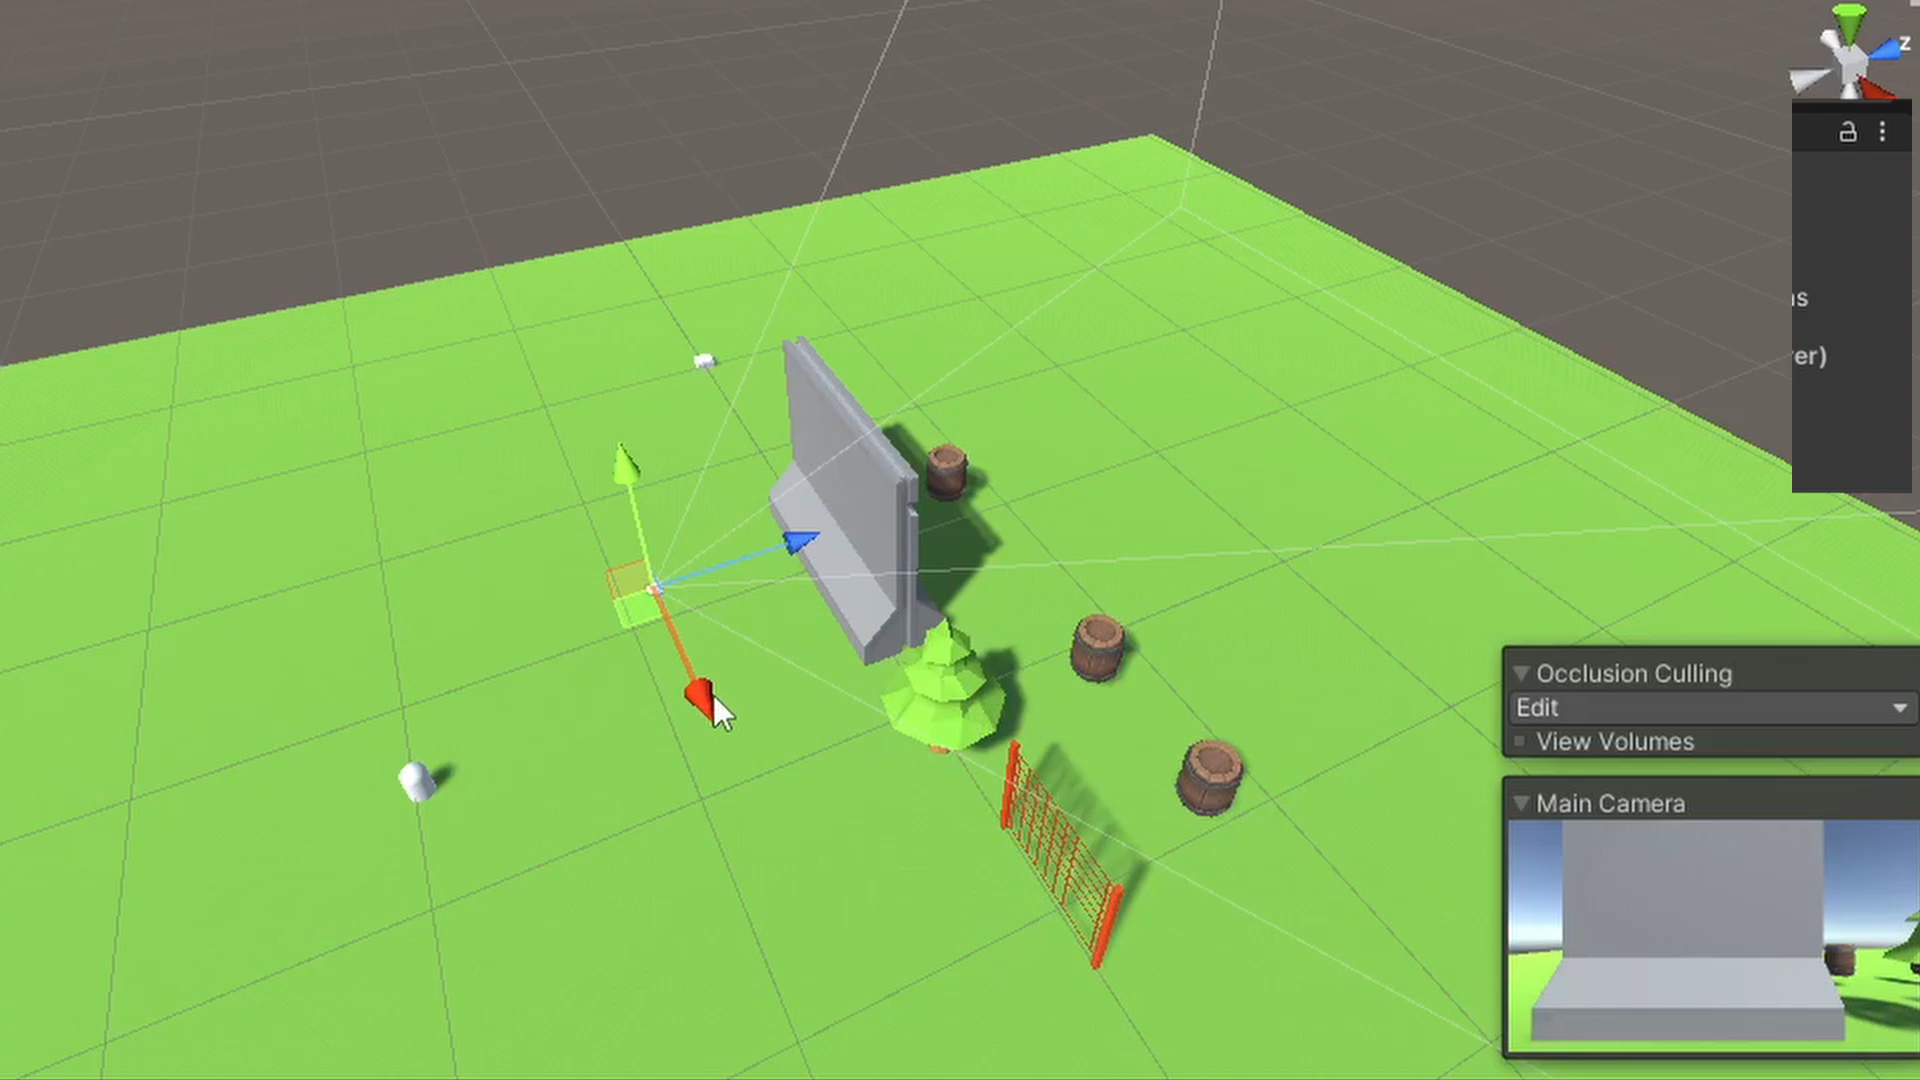 z
er)
Occlusion Culling
Edit
View Volumes
Main Camera